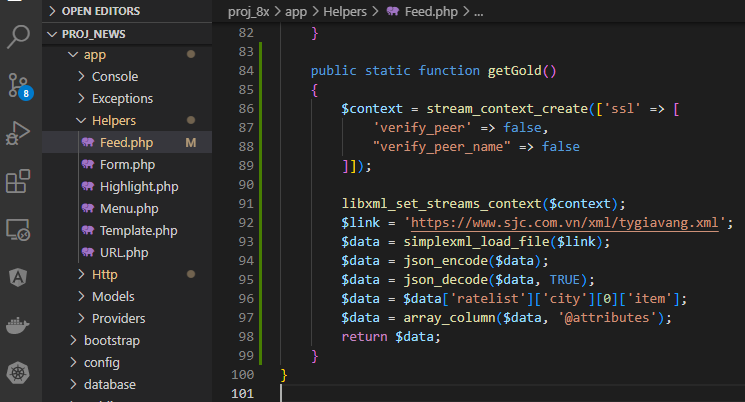 OPEN EDITORS
PROJ_NEWS
app
Console
Exceptions
Helpers
Feed.php M
Form.php
Highlight.php
Menu.php
Template.php
URL.php
Http
Models
Providers
bootstrap
config
database
8
proj_8x > app > Helpers > Feed.php > ...
82 }
83
84 public static function getGold()
85 {
86 $context = stream_context_create(['ssl' => [
87 'verify_peer' => false,
88 "verify_peer_name" => false
89 ]]);
90
91 libxml_set_streams_context($context);
92 $link = 'https://www.sjc.com.vn/xml/tygiavang.xml';
93 $data = simplexml_load_file($link);
94 $data = json_encode($data);
95 $data = json_decode($data, TRUE);
96 $data = $data['ratelist']['city'][0]['item'];
97 $data = array_column($data, '@attributes');
98 return $data;
99 }
100 }
101